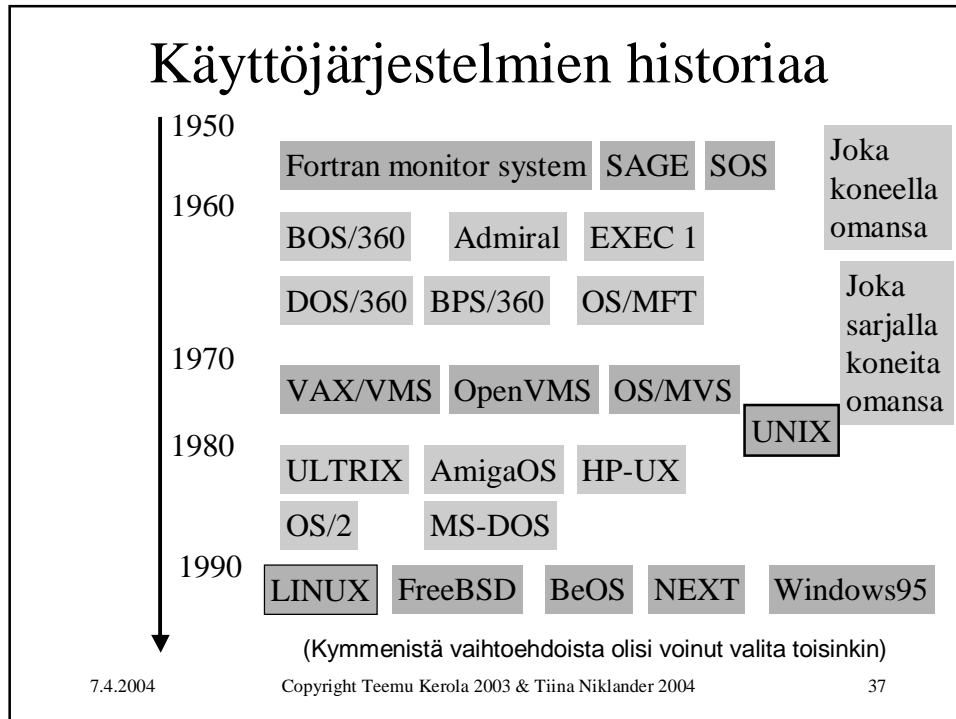 Käyttöjärjestelmien historiaa
1950
Fortran monitor system SAGE SOS
Joka
koneella
omansa
1960
BOS/360 Admiral EXEC 1
DOS/360 BPS/360 OS/MFT
Joka
sarjalla
koneita
omansa
1970
VAX/VMS OpenVMS OS/MVS
UNIX
1980
ULTRIX AmigaOS HP-UX
OS/2 MS-DOS
1990
LINUX FreeBSD BeOS NEXT Windows95
(Kymmenistä vaihtoehdoista olisi voinut valita toisinkin)
7.4.2004 Copyright Teemu Kerola 2003 & Tiina Niklander 2004 37